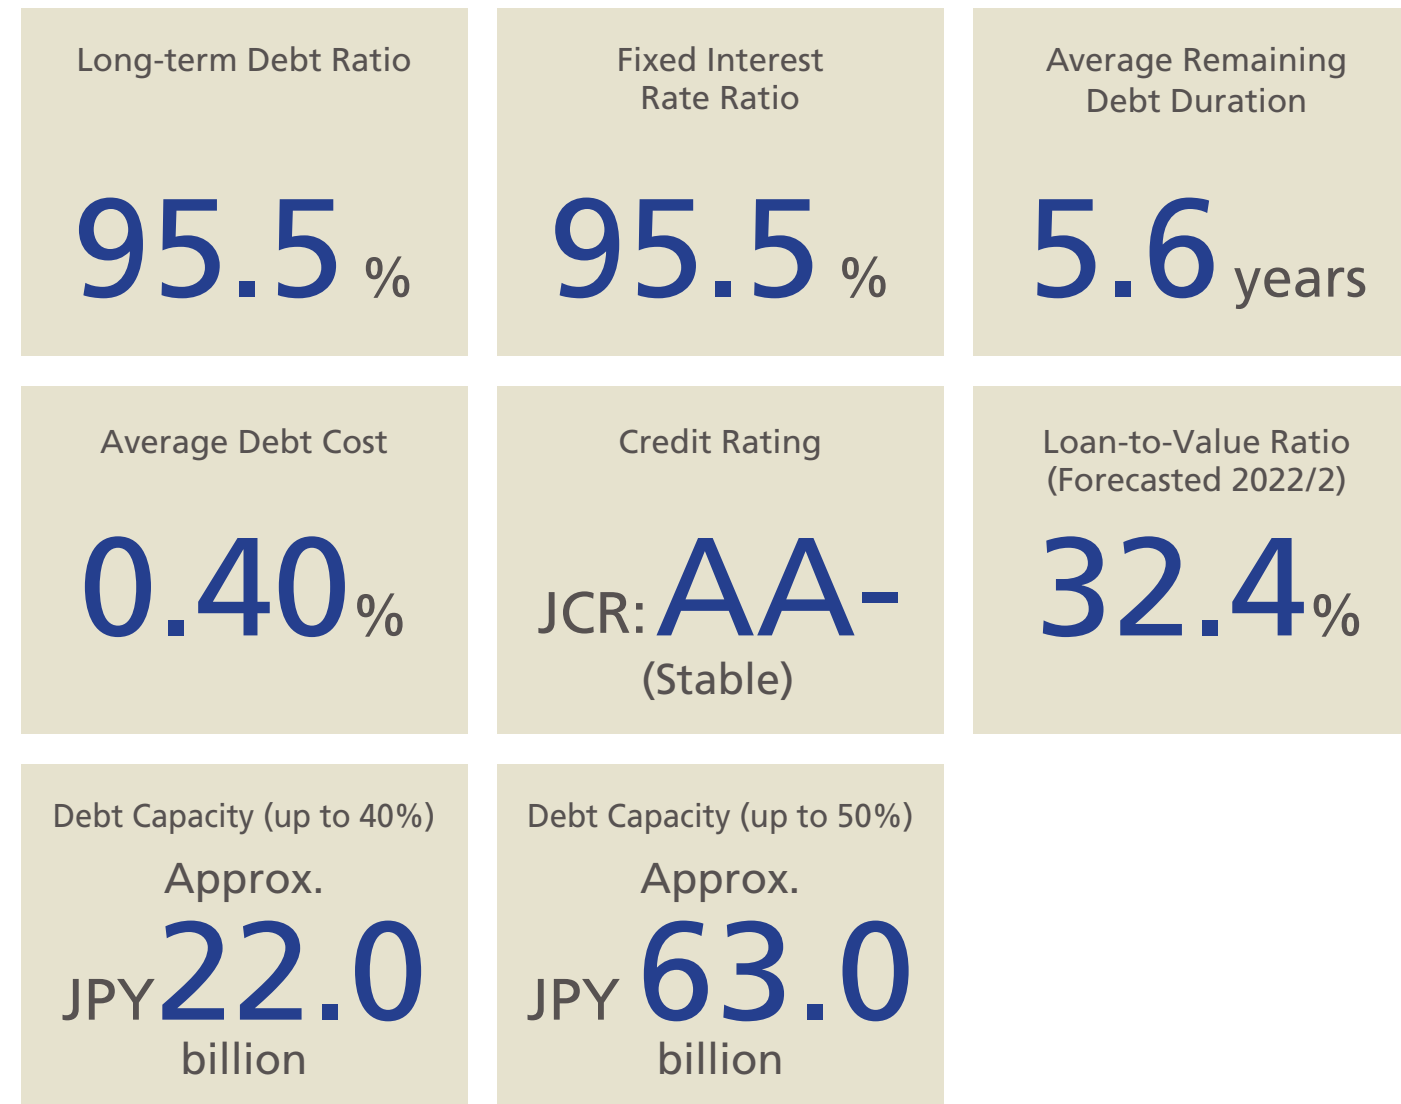 Long-term Debt Ratio
95.5 %
Fixed Interest
Rate Ratio
95.5 %
Average Remaining
Debt Duration
5.6 years
Average Debt Cost
0.40%
Credit Rating
JCR: AA-
(Stable)
Loan-to-Value Ratio
(Forecasted 2022/2)
32.4%
Debt Capacity (up to 40%)
Approx.
JPY 22.0
billion
Debt Capacity (up to 50%)
Approx.
JPY 63.0
billion